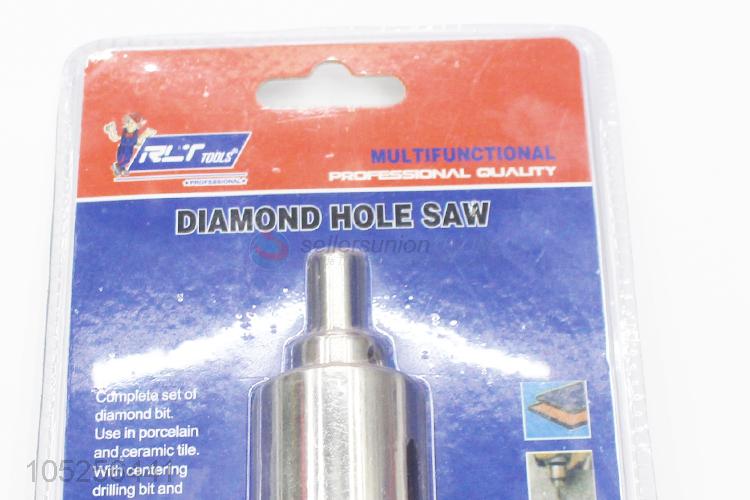 RLT TOOLS
PROFESSIONAL
MULTIFUNCTIONAL
PROFESSIONAL QUALITY
DIAMOND HOLE SAW
sellersunion
Complete set of
diamond bit.
Use in porcelain
and ceramic tile.
With centering
drilling bit and